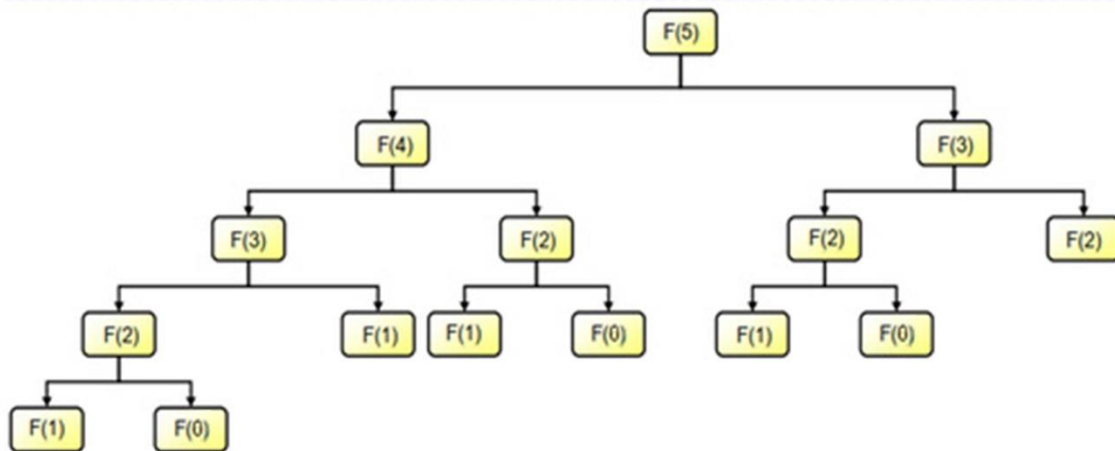 F(5)
F(4) F(3)
F(3) F(2) F(2) F(2)
F(2) F(1) F(1) F(0) F(1) F(0)
F(1) F(0)